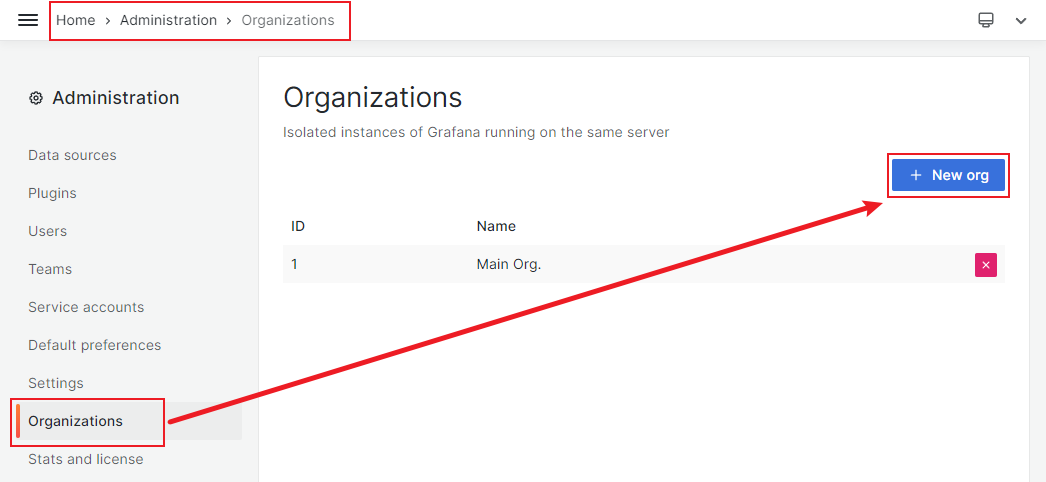 Home › Administration › Organizations
Administration
Data sources
Plugins
Users
Teams
Service accounts
Default preferences
Settings
Organizations
Stats and license
Organizations
Isolated instances of Grafana running on the same server
+ New org
ID Name
1 Main Org.